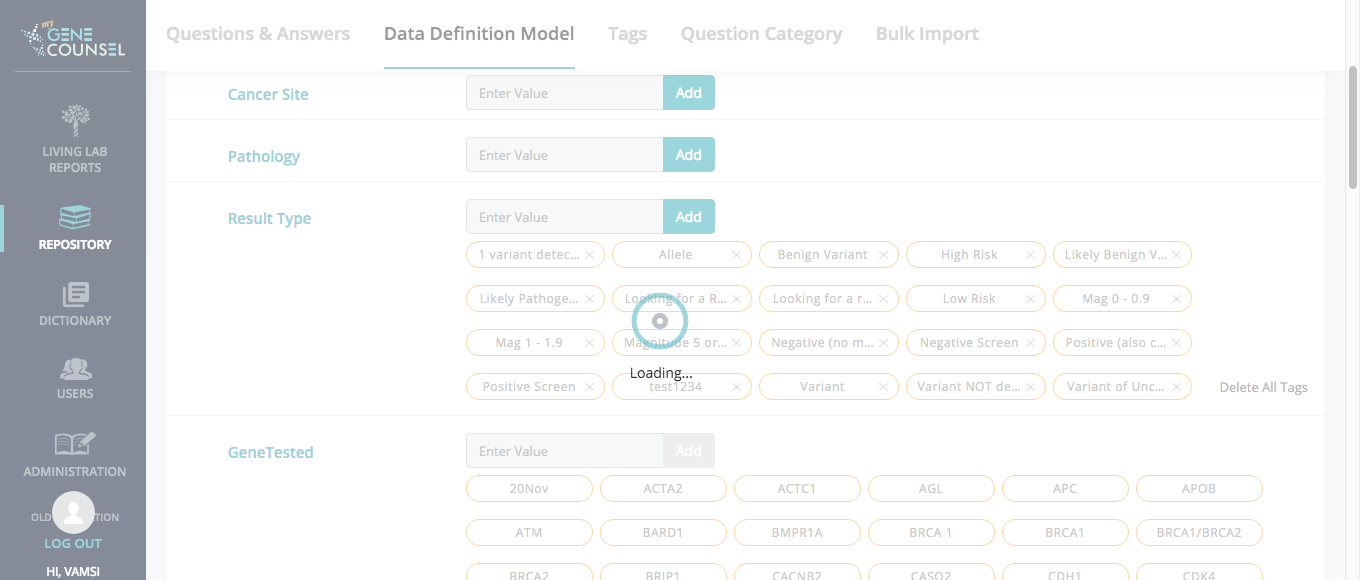 my
GENE
COUNSEL
Questions & Answers Data Definition Model Tags Question Category Bulk Import
LIVING LAB
REPORTS
REPOSITORY
DICTIONARY
USERS
ADMINISTRATION
LOG OUT
HI, VAMSI
Cancer Site Enter Value Add
Pathology Enter Value Add
Result Type Enter Value Add
1 variant detec... Allele Benign Variant High Risk Likely Benign V...
Likely Pathoge... Looking for a R... Looking for a r... Low Risk Mag 0 - 0.9
Mag 1 - 1.9 Magnitude 5 or... Negative (no m... Negative Screen Positive (also c...
Loading...
Positive Screen test1234 Variant Variant NOT de... Variant of Unc... Delete All Tags
GeneTested Enter Value Add
20Nov ACTA2 ACTC1 AGL APC APOB
ATM BARD1 BMPR1A BRCA 1 BRCA1 BRCA1/BRCA2
BRCA2 BRIP1 CACNB2 CASQ2 CDH1 CDK4